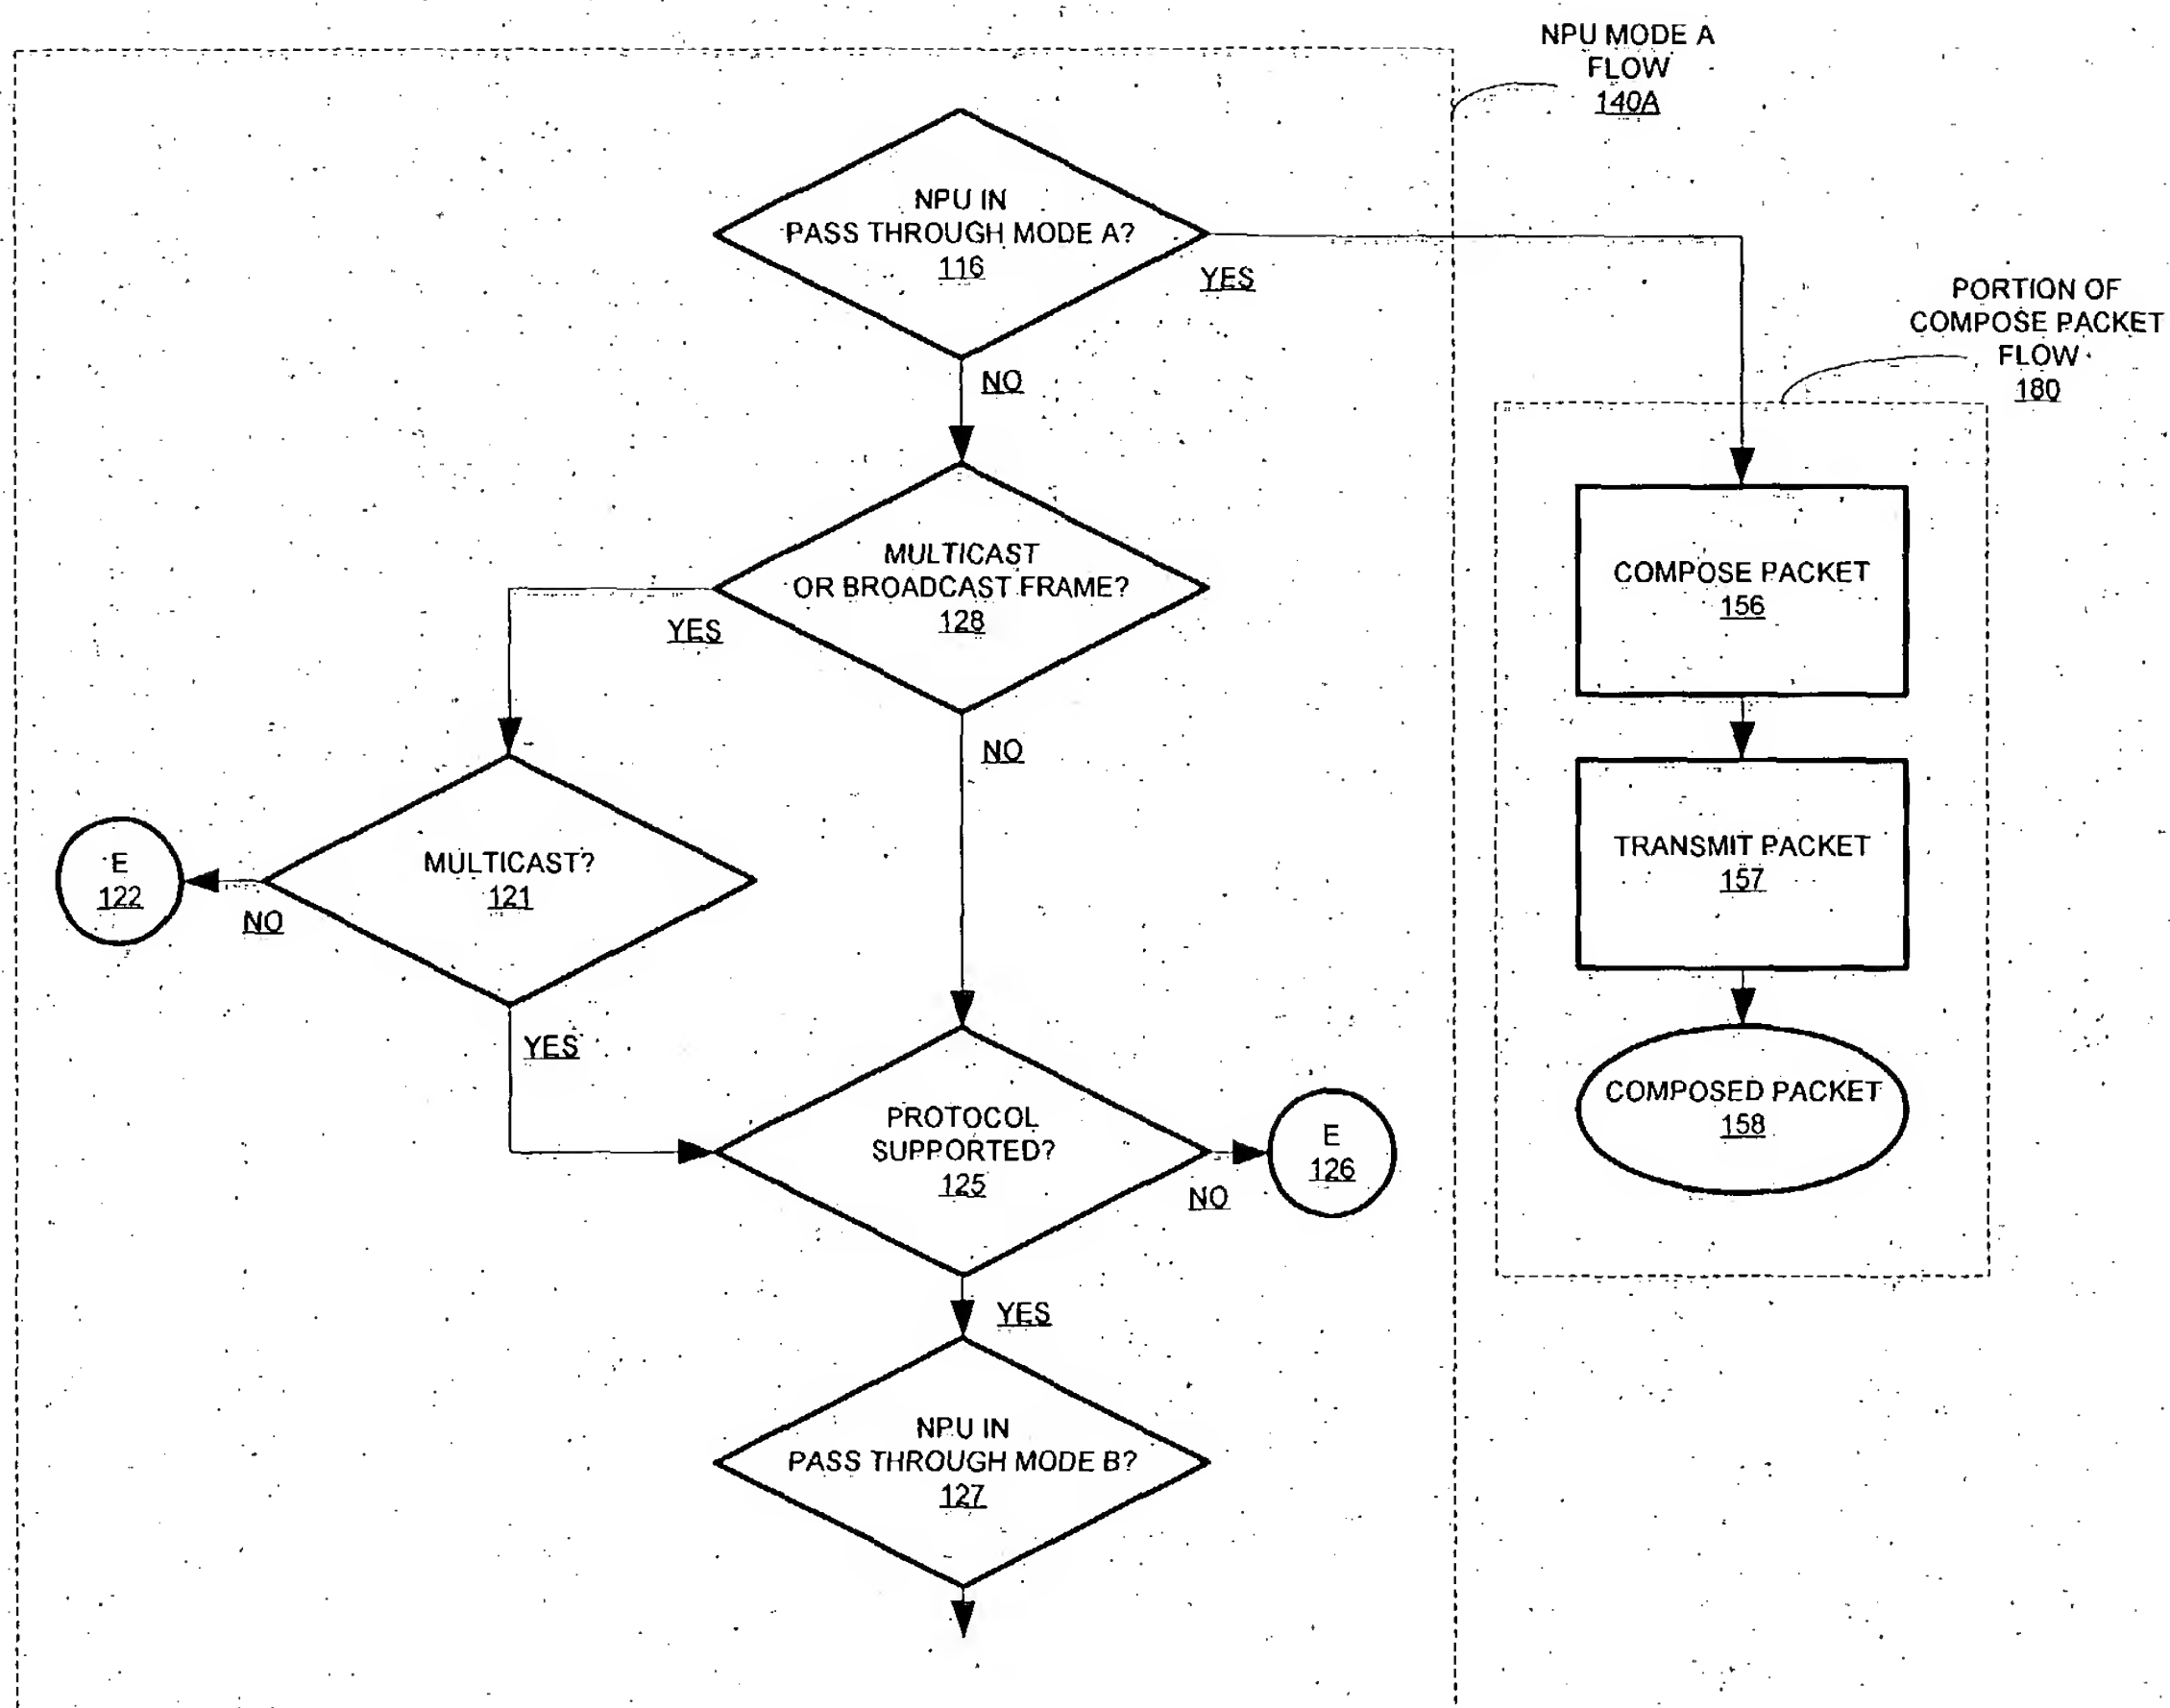 NPU MODE A
FLOW
140A
NPU IN
PASS THROUGH MODE A?
116
YES
NO
PORTION OF
COMPOSE PACKET
FLOW
180
MULTICAST
OR BROADCAST FRAME?
128
YES
NO
COMPOSE PACKET
156
MULTICAST?
121
NO
E
122
YES
TRANSMIT PACKET
157
PROTOCOL
SUPPORTED?
125
NO
E
126
YES
COMPOSED PACKET
158
NPU IN
PASS THROUGH MODE B?
127